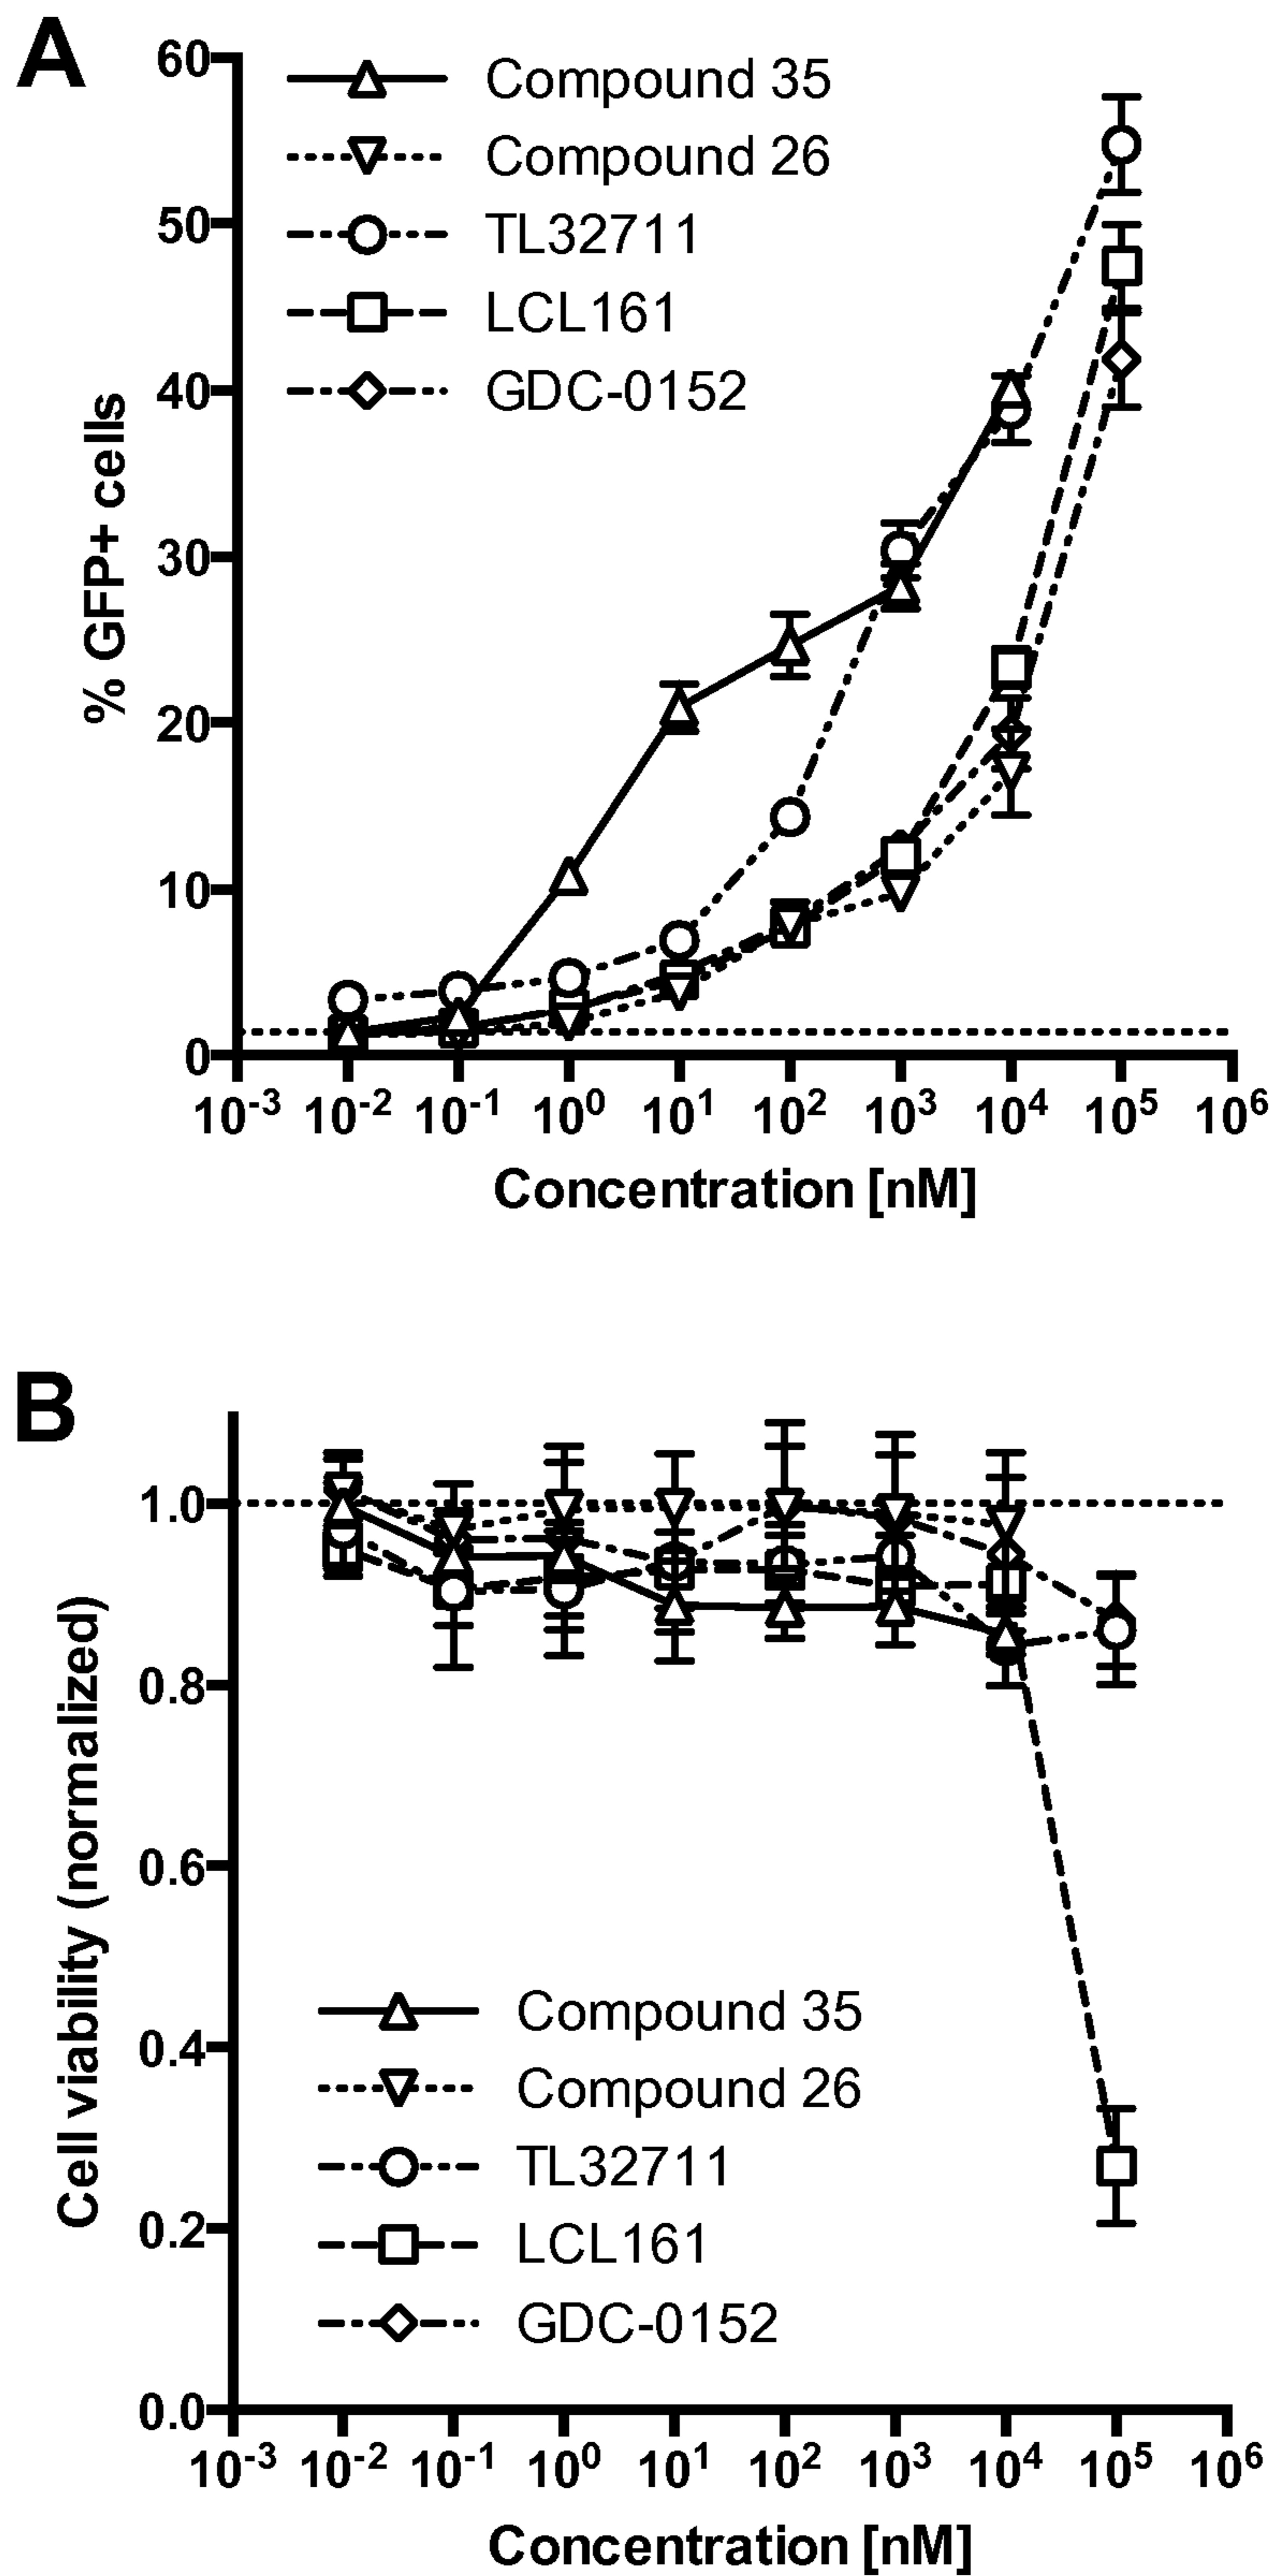 A
60
50
40
30
20
10
0
% GFP+ cells
Compound 35
Compound 26
TL32711
LCL161
GDC-0152
10-3 10-2 10-1 100 101 102 103 104 105 106
Concentration [nM]
B
1.0
0.8
0.6
0.4
0.2
0.0
Cell viability (normalized)
Compound 35
Compound 26
TL32711
LCL161
GDC-0152
10-3 10-2 10-1 100 101 102 103 104 105 106
Concentration [nM]